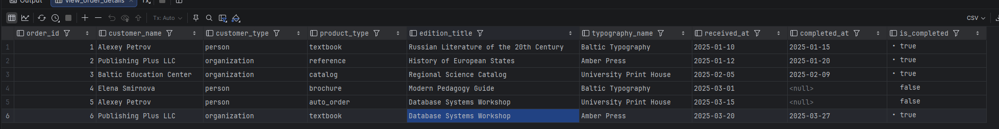 Output view_order_details × Tx
Tx: Auto CSV
order_id customer_name customer_type product_type edition_title typography_name received_at completed_at is_completed
1 1 Alexey Petrov person textbook Russian Literature of the 20th Century Baltic Typography 2025-01-10 2025-01-15 • true
2 2 Publishing Plus LLC organization reference History of European States Amber Press 2025-01-12 2025-01-20 • true
3 3 Baltic Education Center organization catalog Regional Science Catalog University Print House 2025-02-05 2025-02-09 • true
4 4 Elena Smirnova person brochure Modern Pedagogy Guide Baltic Typography 2025-03-01 <null> false
5 5 Alexey Petrov person auto_order Database Systems Workshop University Print House 2025-03-15 <null> false
6 6 Publishing Plus LLC organization textbook Database Systems Workshop Amber Press 2025-03-20 2025-03-27 • true